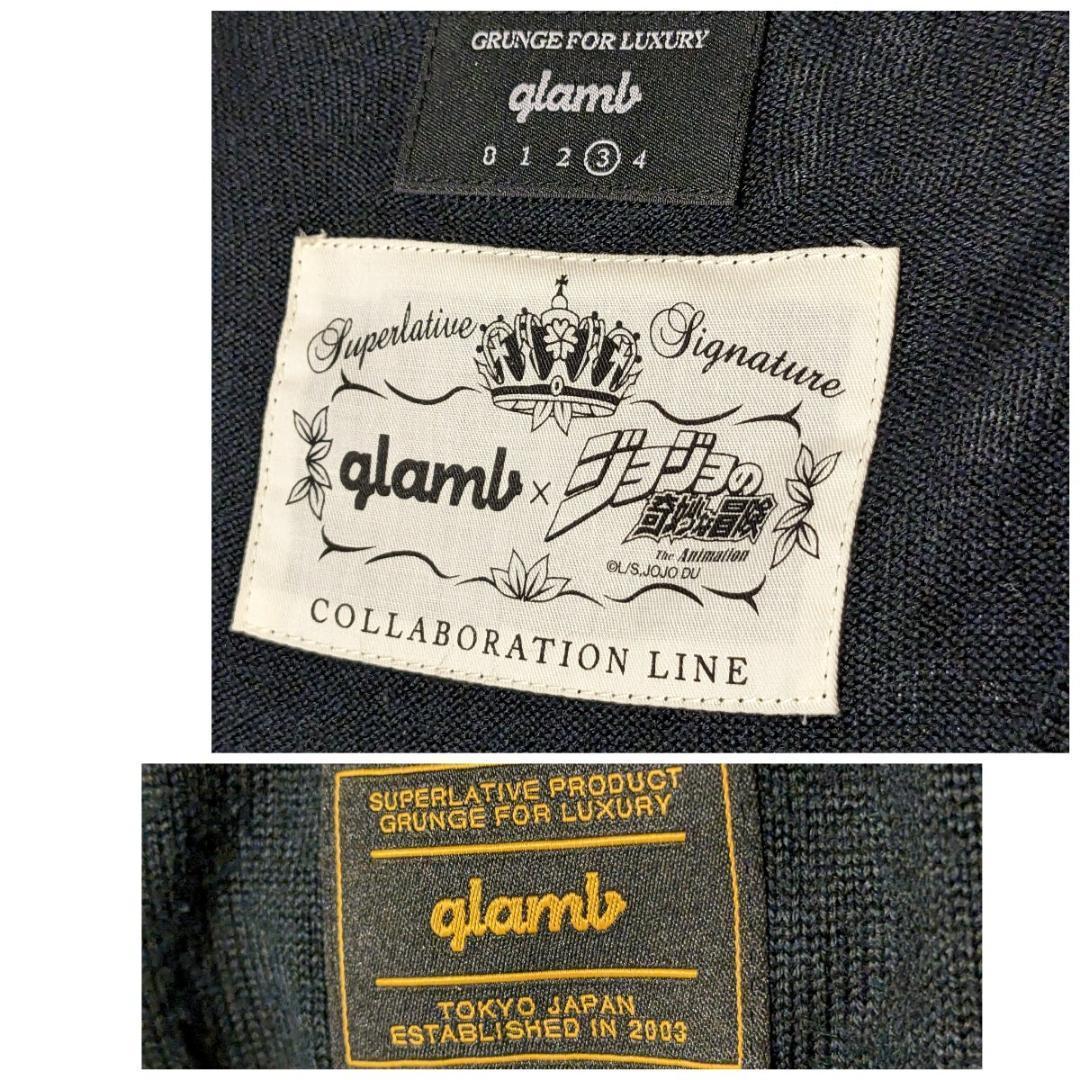 GRUNGE FOR LUXURY
glamb
0 1 2 3 4
Superlative Signature
glamb × ジョジョの
奇妙な冒険
The Animation
©L/S,JOJO DU
COLLABORATION LINE
SUPERLATIVE PRODUCT
GRUNGE FOR LUXURY
glamb
TOKYO JAPAN
ESTABLISHED IN 2003